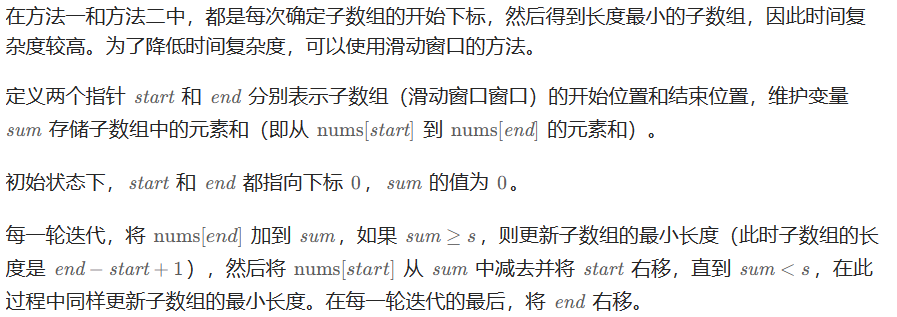 在方法一和方法二中，都是每次确定子数组的开始下标，然后得到长度最小的子数组，因此时间复
杂度较高。为了降低时间复杂度，可以使用滑动窗口的方法。
定义两个指针 start 和 end 分别表示子数组（滑动窗口窗口）的开始位置和结束位置，维护变量
sum 存储子数组中的元素和（即从 nums[start] 到 nums[end] 的元素和）。
初始状态下，start 和 end 都指向下标 0，sum 的值为 0。
每一轮迭代，将 nums[end] 加到 sum，如果 sum ≥ s，则更新子数组的最小长度（此时子数组的长
度是 end − start + 1），然后将 nums[start] 从 sum 中减去并将 start 右移，直到 sum < s，在此
过程中同样更新子数组的最小长度。在每一轮迭代的最后，将 end 右移。